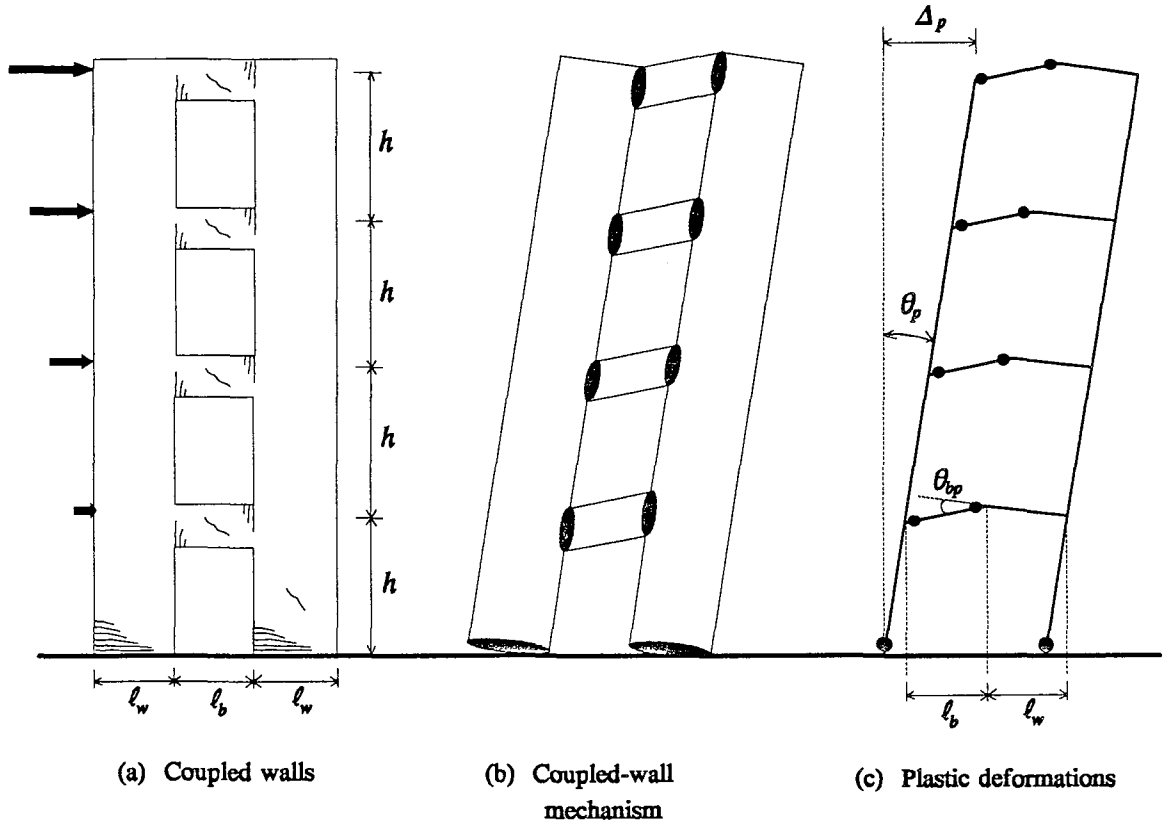 Δp
h
h
h
h
θp
θbp
ℓw ℓb ℓw
ℓb ℓw
(a) Coupled walls
(b) Coupled-wall
mechanism
(c) Plastic deformations